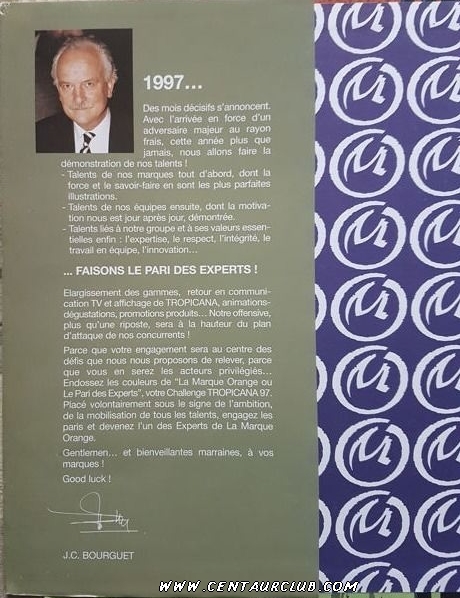 1997…
Des mois décisifs s'annoncent.
Avec l'arrivée en force d'un
adversaire majeur au rayon
frais, cette année plus que
jamais, nous allons faire la
démonstration de nos talents !
- Talents de nos marques tout d'abord, dont la
force et le savoir-faire en sont les plus parfaites
illustrations.
- Talents de nos équipes ensuite, dont la motiva-
tion nous est jour après jour, démontrée.
- Talents liés à notre groupe et à ses valeurs essen-
tielles enfin : l'expertise, le respect, l'intégrité, le
travail en équipe, l'innovation…
... FAISONS LE PARI DES EXPERTS !
Elargissement des gammes, retour en communi-
cation TV et affichage de TROPICANA, animations-
dégustations, promotions produits… Notre offensive,
plus qu'une riposte, sera à la hauteur du plan
d'attaque de nos concurrents !
Parce que votre engagement sera au centre des
défis que nous nous proposons de relever, parce
que vous en serez les acteurs privilégiés…
Endossez les couleurs de “La Marque Orange ou
Le Pari des Experts”, votre Challenge TROPICANA 97.
Placé volontairement sous le signe de l'ambition,
de la mobilisation de tous les talents, engagez les
paris et devenez l'un des Experts de La Marque
Orange.
Gentlemen… et bienveillantes marraines, à vos
marques !
Good luck !
J.C. BOURGUET
WWW.CENTAURCLUB.COM